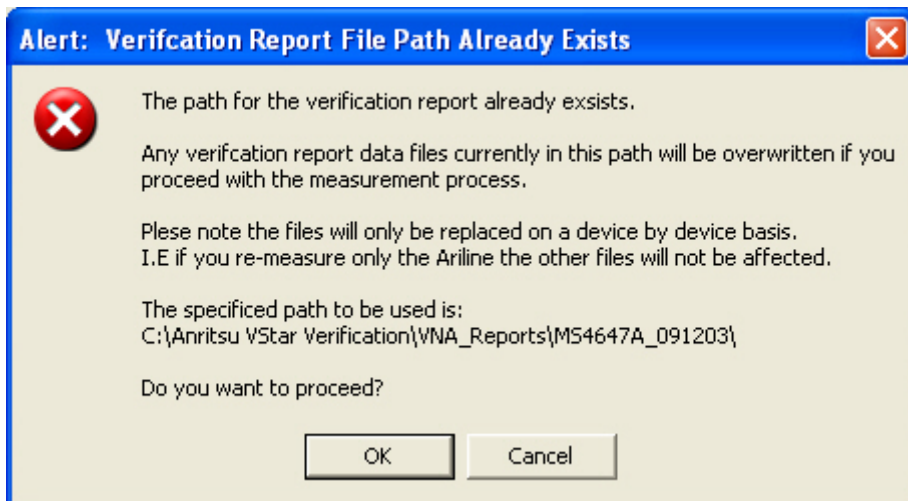 Alert:  Verifcation Report File Path Already Exists
The path for the verification report already exsists.
Any verifcation report data files currently in this path will be overwritten if you
proceed with the measurement process.
Plese note the files will only be replaced on a device by device basis.
I.E if you re-measure only the Ariline the other files will not be affected.
The specificed path to be used is:
C:\Anritsu VStar Verification\VNA_Reports\MS4647A_091203\
Do you want to proceed?
OK
Cancel